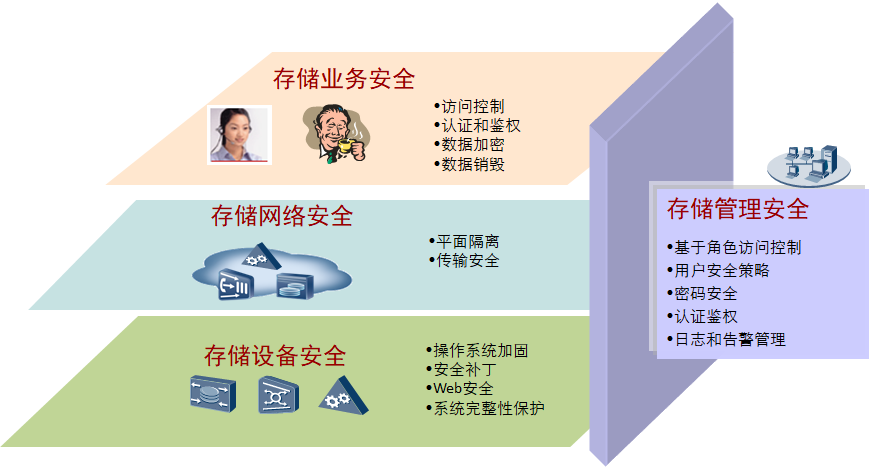 存储业务安全
•访问控制
•认证和鉴权
•数据加密
•数据销毁
存储网络安全
•平面隔离
•传输安全
存储设备安全
•操作系统加固
•安全补丁
•Web安全
•系统完整性保护
存储管理安全
•基于角色访问控制
•用户安全策略
•密码安全
•认证鉴权
•日志和告警管理